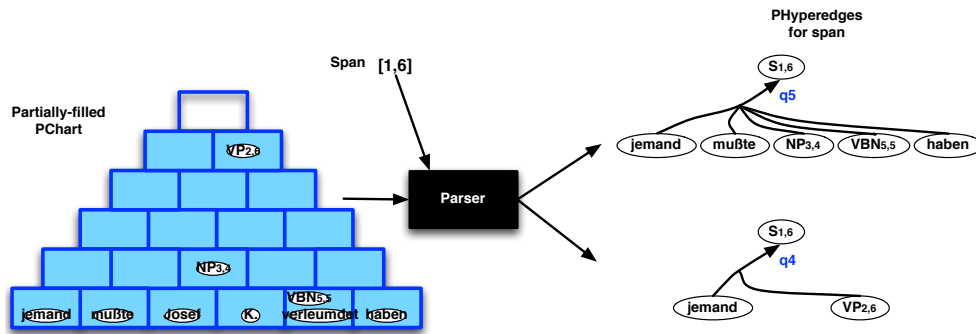 PHyperedges
for span
Span [1,6]
S1,6
q5
Partially-filled
PChart
VP2,6
jemand mußte NP3,4 VBN5,5 haben
Parser
NP3,4
S1,6
q4
VBN5,5
jemand mußte Josef K. verleumdet haben
jemand VP2,6